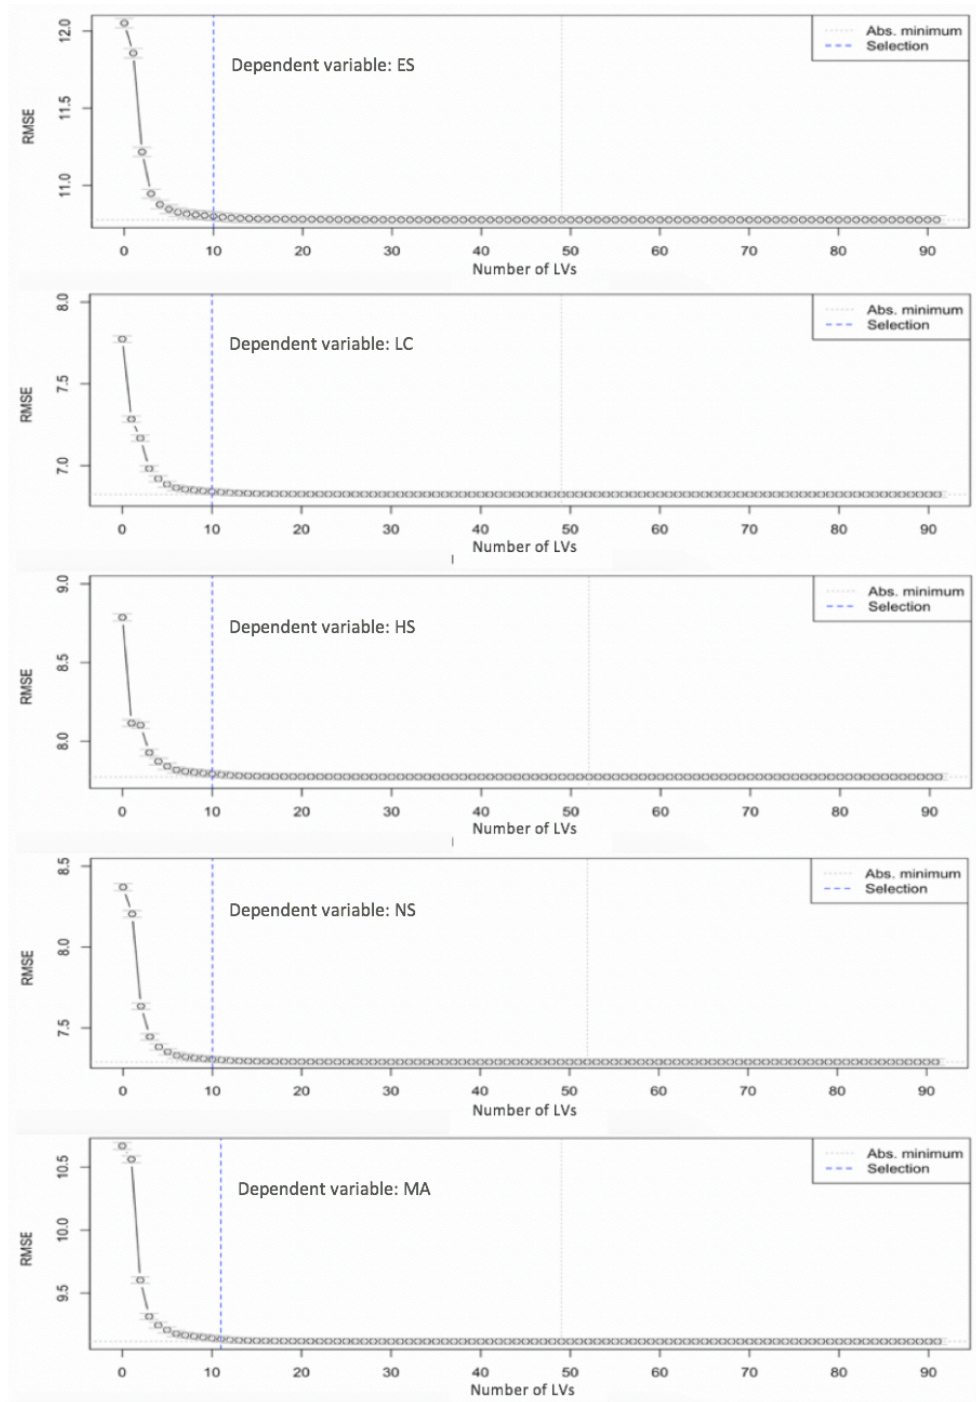 12.0
11.5
11.0
RMSE
Dependent variable: ES
Abs. minimum
Selection
0 10 20 30 40 50 60 70 80 90
Number of LVs
8.0
7.5
7.0
RMSE
Dependent variable: LC
Abs. minimum
Selection
0 10 20 30 40 50 60 70 80 90
Number of LVs
9.0
8.5
8.0
RMSE
Dependent variable: HS
Abs. minimum
Selection
0 10 20 30 40 50 60 70 80 90
Number of LVs
8.5
8.0
7.5
RMSE
Dependent variable: NS
Abs. minimum
Selection
0 10 20 30 40 50 60 70 80 90
Number of LVs
10.5
10.0
9.5
RMSE
Dependent variable: MA
Abs. minimum
Selection
0 10 20 30 40 50 60 70 80 90
Number of LVs